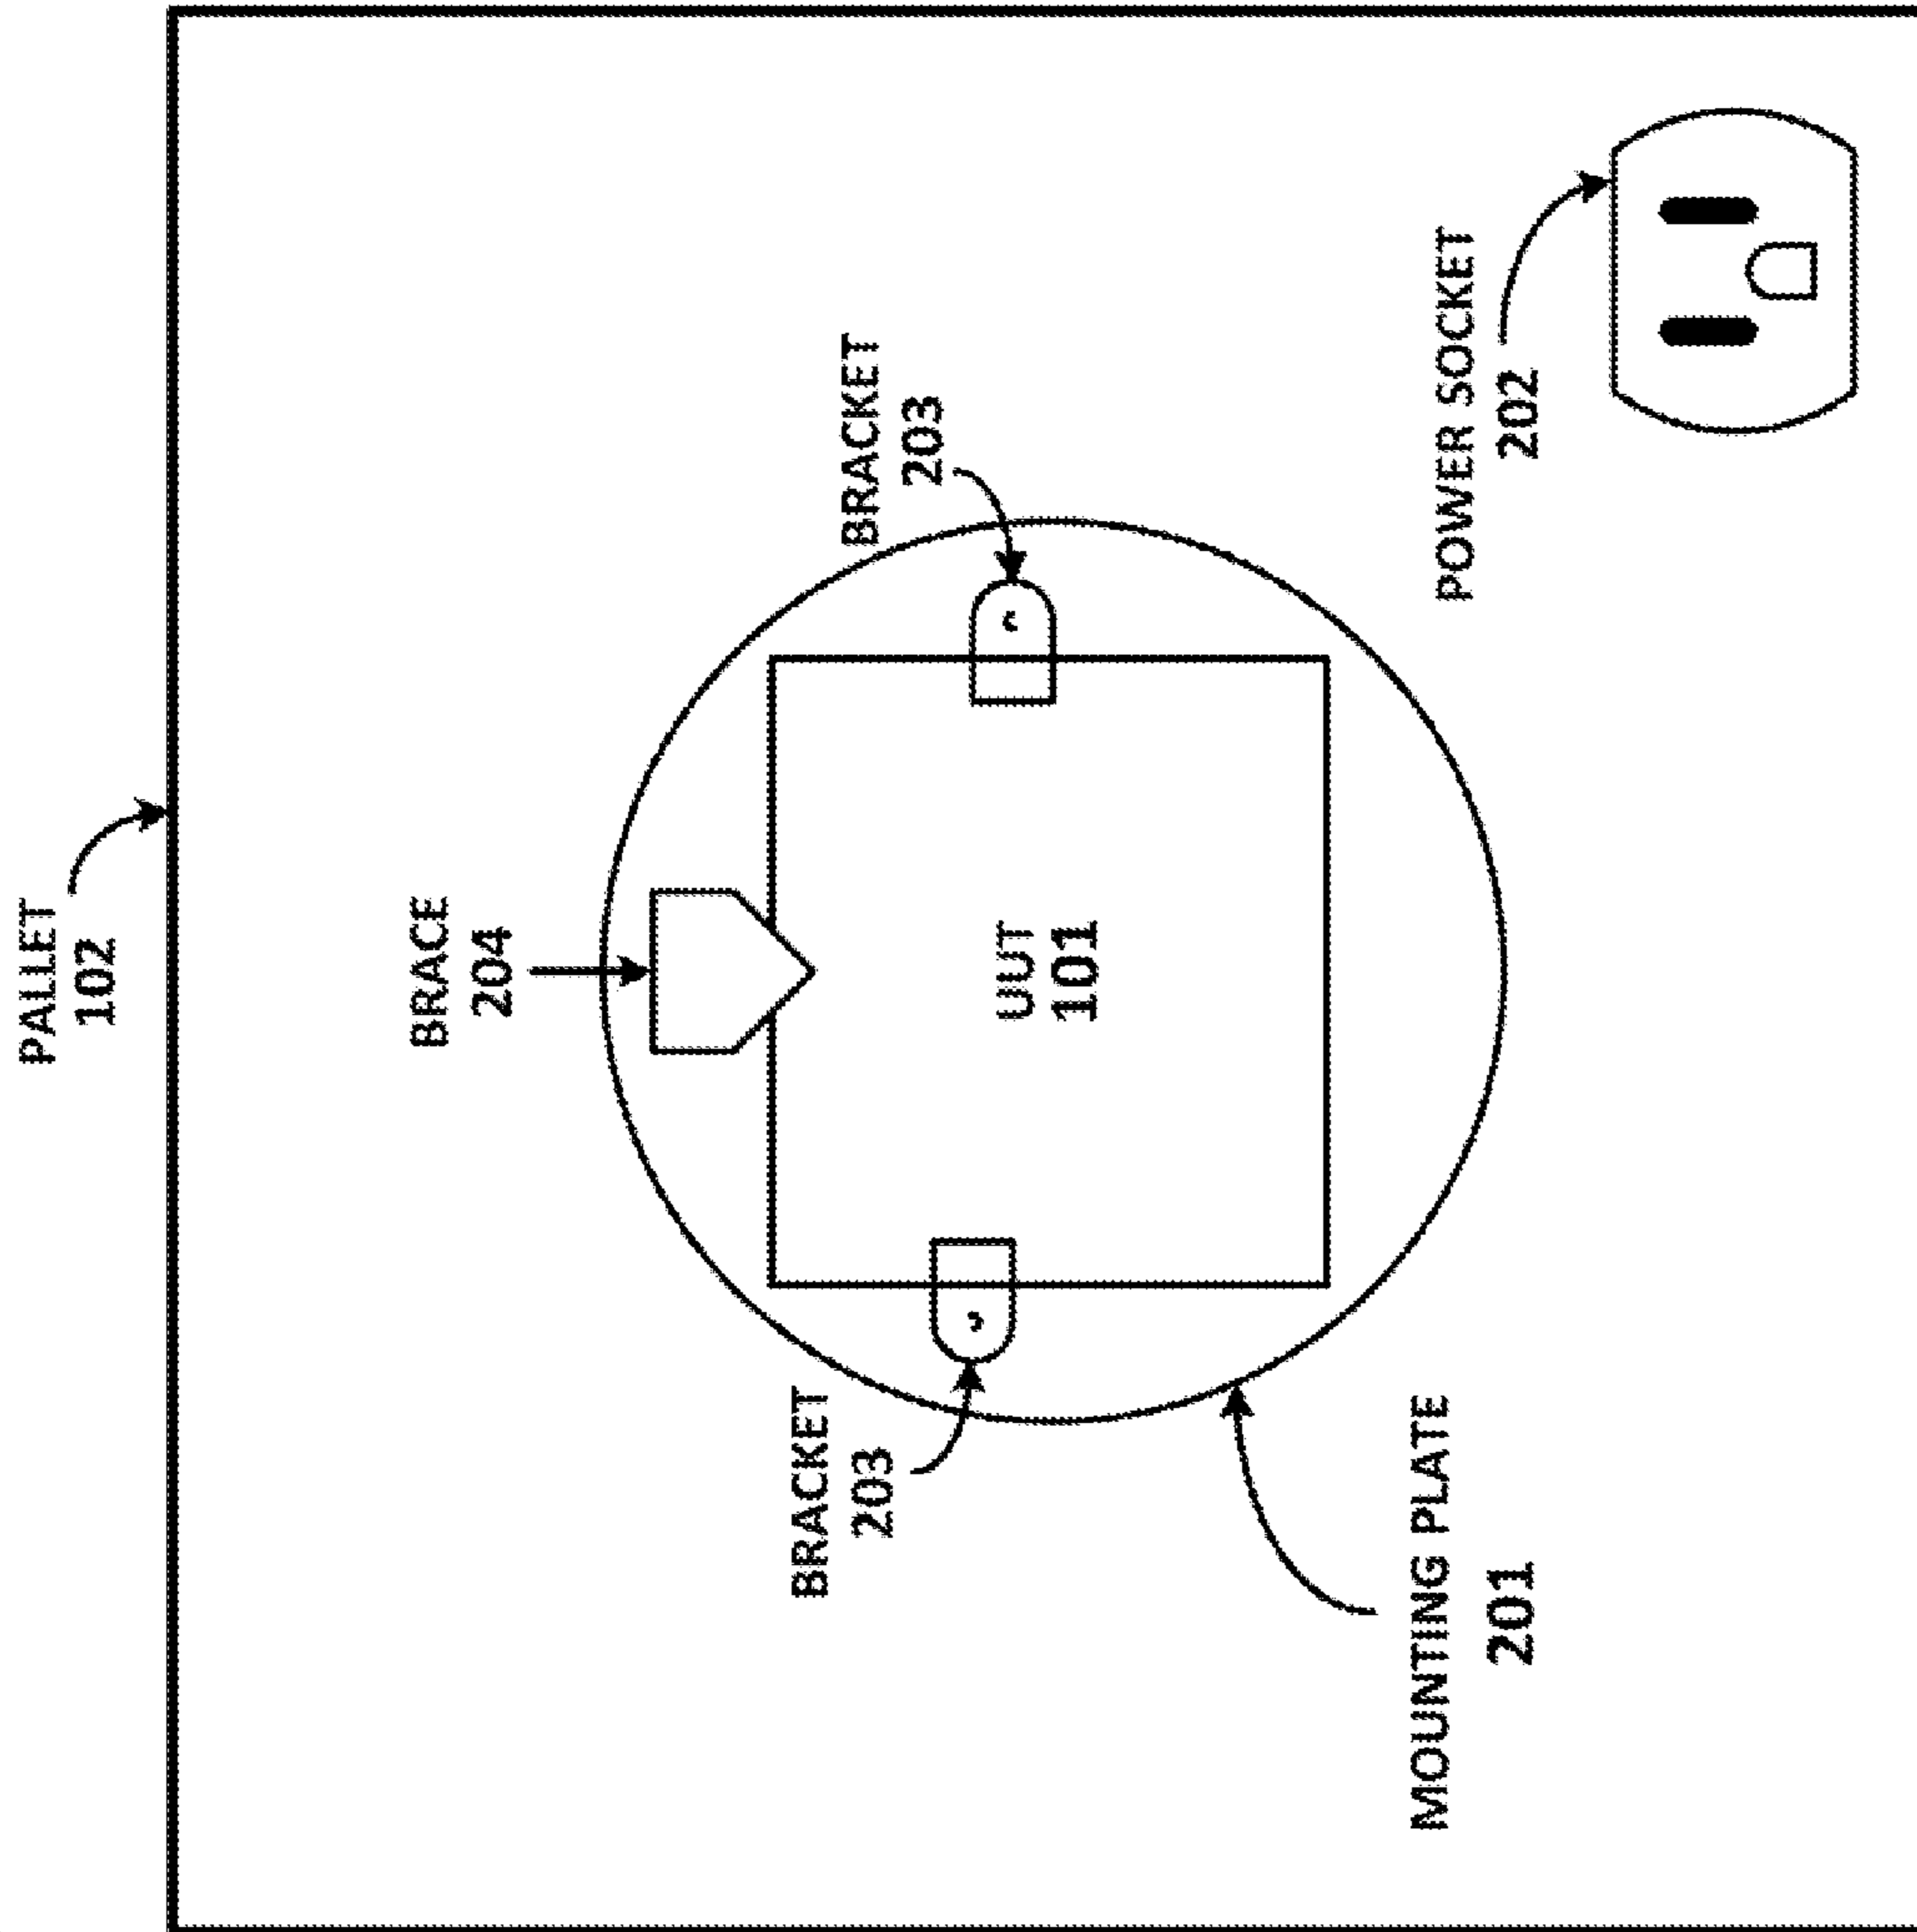 PALLET
102
BRACE
204
BRACKET
203
BRACKET
203
UUT
101
MOUNTING PLATE
201
POWER SOCKET
202